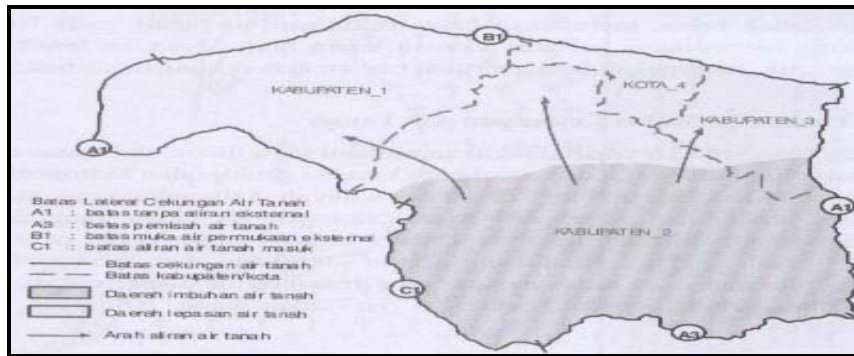 B1
KABUPATEN_1
KOTA_4
KABUPATEN_3
A1
A1
KABUPATEN_2
C1
A3
Batas Lateral Cekungan Air Tanah
A1 : batas tanpa aliran eksternal
A3 : batas pemisah air tanah
B1 : batas muka air permukaan eksternal
C1 : batas aliran air tanah masuk
Batas cekungan air tanah
Batas kabupaten/kota
Daerah imbuhan air tanah
Daerah lepasan air tanah
Arah aliran air tanah